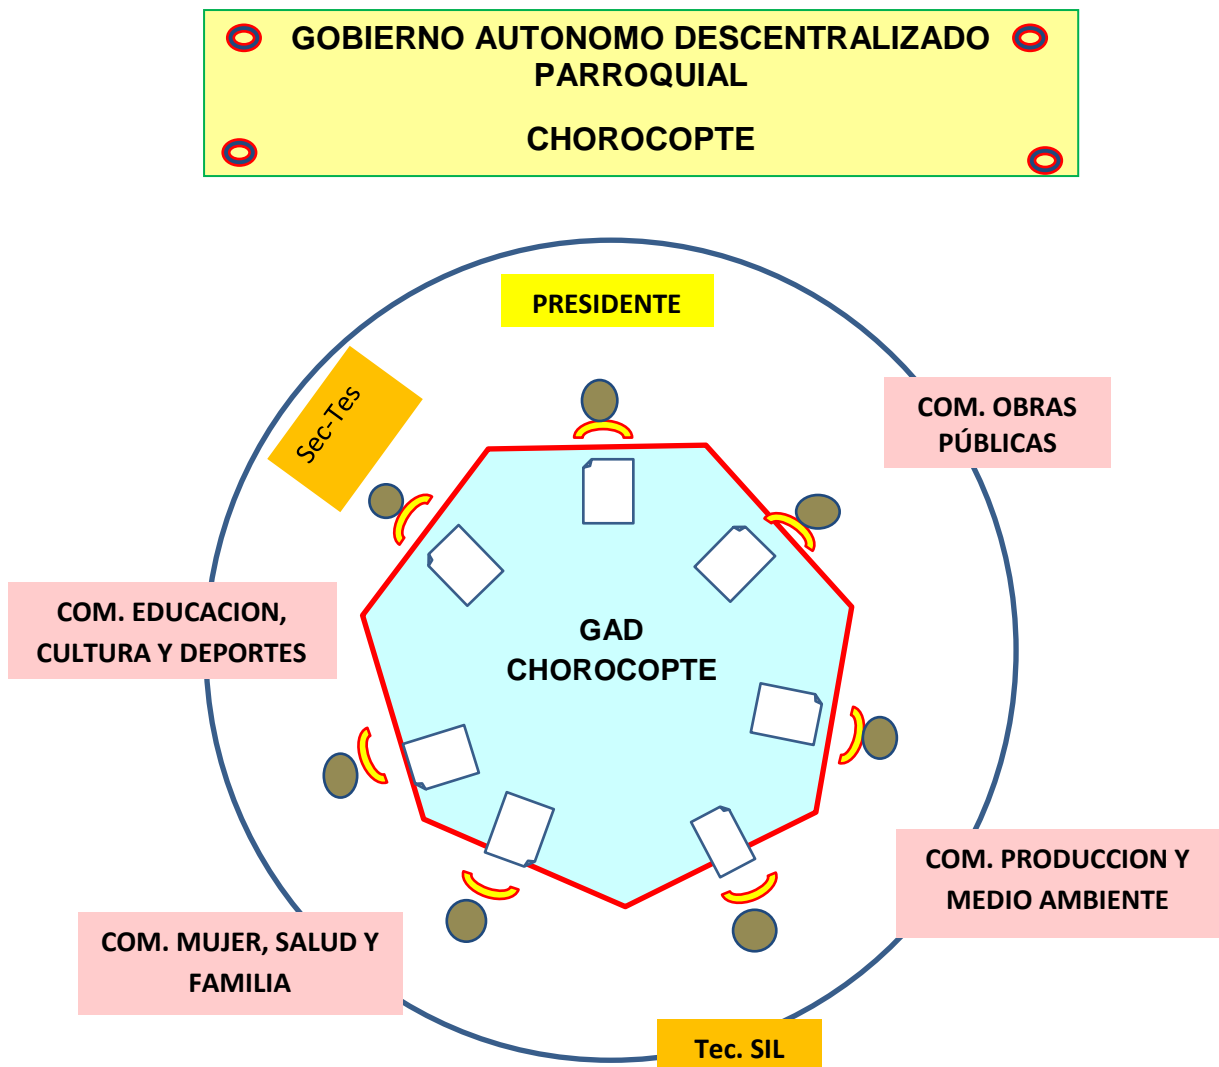 GOBIERNO AUTONOMO DESCENTRALIZADO
PARROQUIAL
CHOROCOPTE
PRESIDENTE
Sec-Tes
COM. OBRAS
PÚBLICAS
COM. EDUCACION,
CULTURA Y DEPORTES
GAD
CHOROCOPTE
COM. PRODUCCION Y
MEDIO AMBIENTE
COM. MUJER, SALUD Y
FAMILIA
Tec. SIL